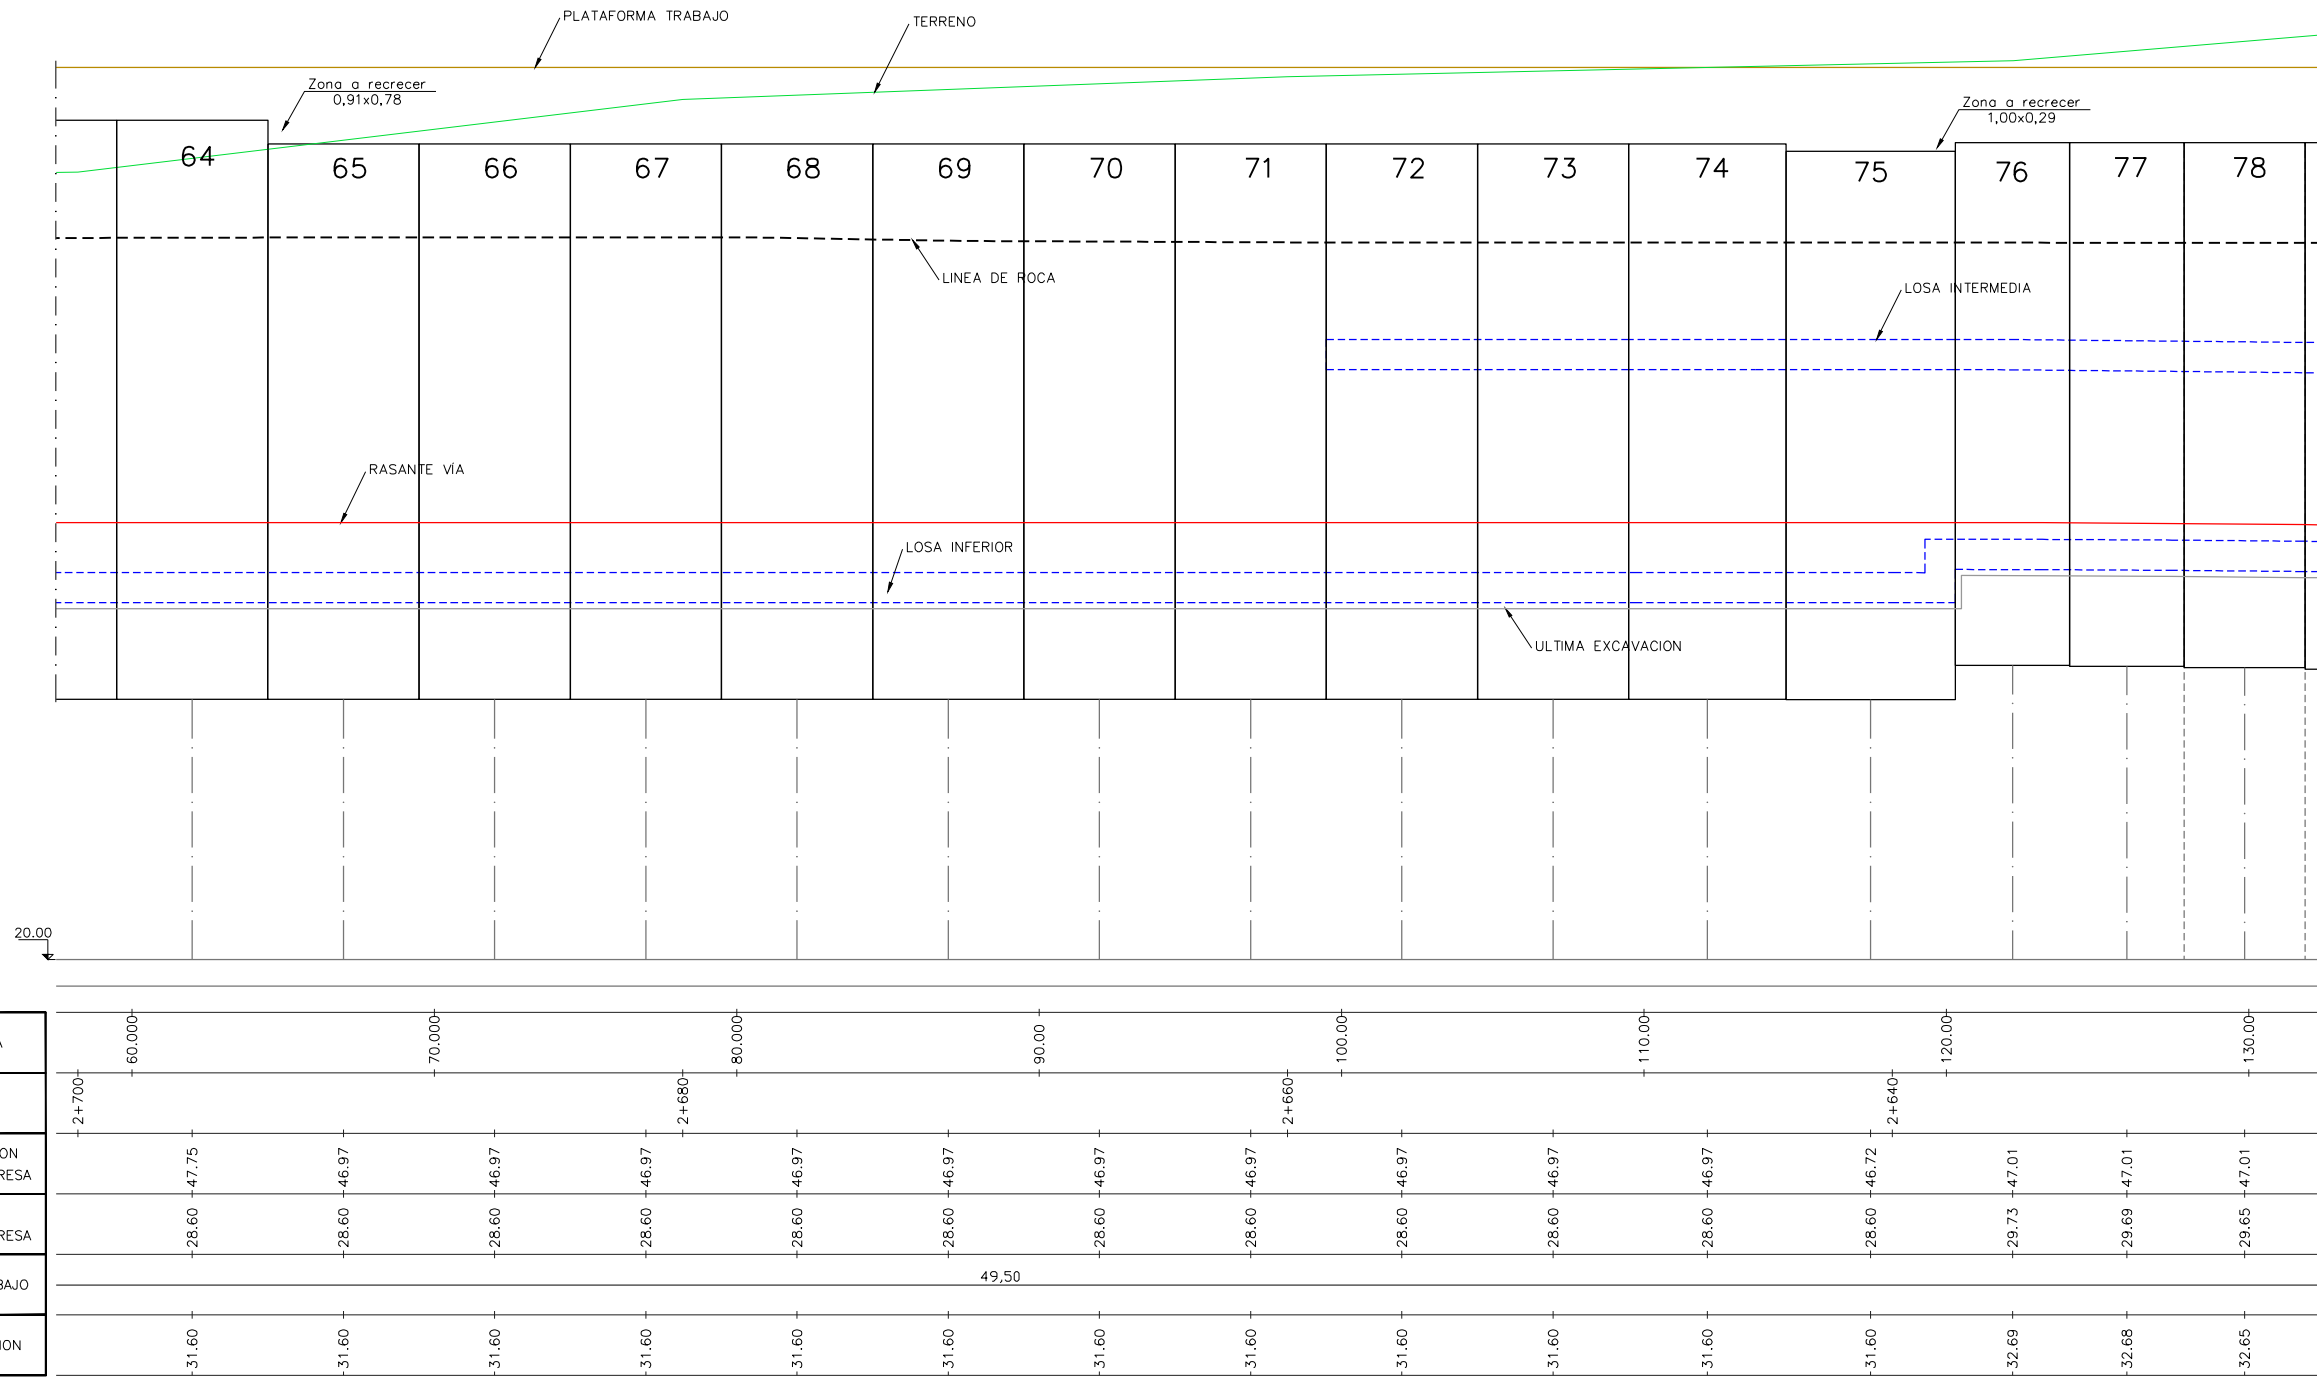 PLATAFORMA TRABAJO
TERRENO
Zona a recrecer
0,91x0,78
Zona a recrecer
1,00x0,29
64 65 66 67 68 69 70 71 72 73 74 75 76 77 78
LINEA DE ROCA
LOSA INTERMEDIA
RASANTE VÍA
LOSA INFERIOR
ULTIMA EXCAVACION
20.00
A 60.000 70.000 80.000 90.00 100.00 110.00 120.00 130.00
2+700 2+680 2+660 2+640
ON
RESA
47.75 46.97 46.97 46.97 46.97 46.97 46.97 46.97 46.97 46.97 46.97 46.72 47.01 47.01 47.01
RESA 28.60 28.60 28.60 28.60 28.60 28.60 28.60 28.60 28.60 28.60 28.60 28.60 29.73 29.69 29.65
BAJO 49,50
ION 31.60 31.60 31.60 31.60 31.60 31.60 31.60 31.60 31.60 31.60 31.60 31.60 32.69 32.68 32.65